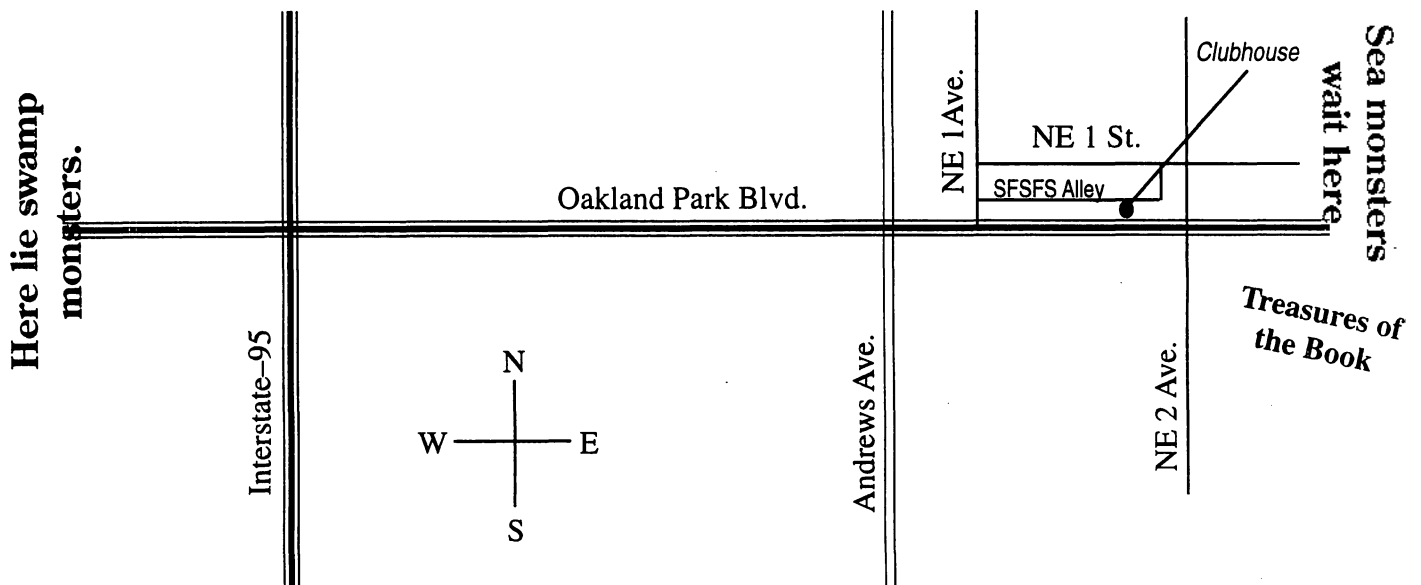 Here lie swamp
monsters.
Interstate–95
Oakland Park Blvd.
N
W
E
S
Andrews Ave.
NE 1 Ave.
NE 1 St.
SFSFS Alley
Clubhouse
NE 2 Ave.
Sea monsters
wait here
Treasures of
the Book